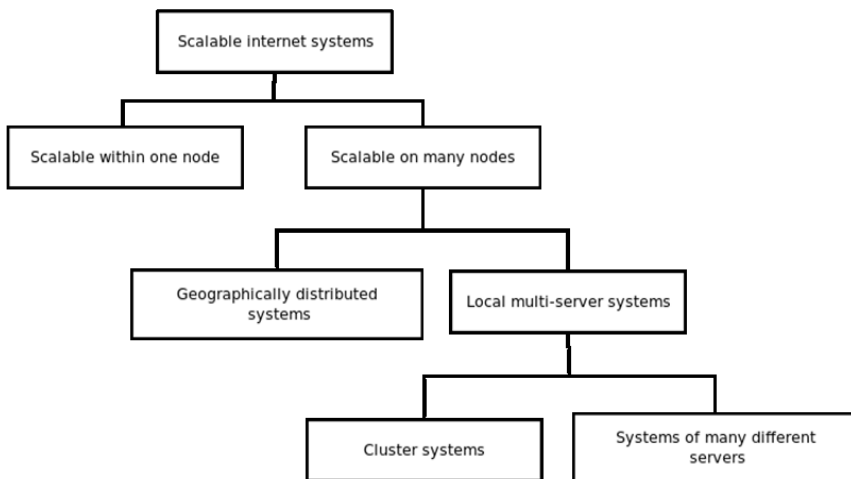 Scalable internet systems
Scalable within one node
Scalable on many nodes
Geographically distributed
systems
Local multi-server systems
Cluster systems
Systems of many different
servers